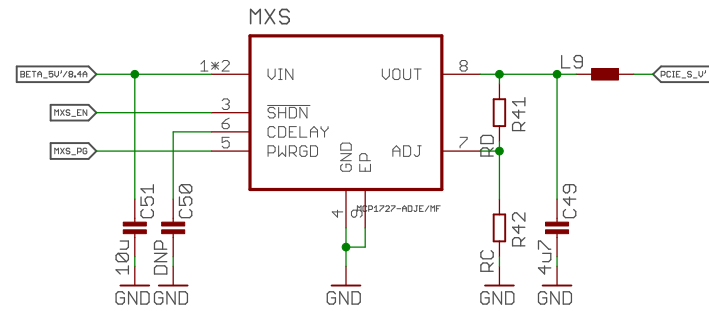 MXS
BETA_5V'/8.4A
1*2
VIN
VOUT
8
L9
PCIE_S_V'
MXS_EN
3
SHDN
R41
RD
6
CDELAY
MXS_PG
5
PWRGD
GND
EP
ADJ
7
4
9
MCP1727-ADJE/MF
C51
10u
C50
DNP
R42
RC
C49
4u7
GND
GND
GND
GND
GND